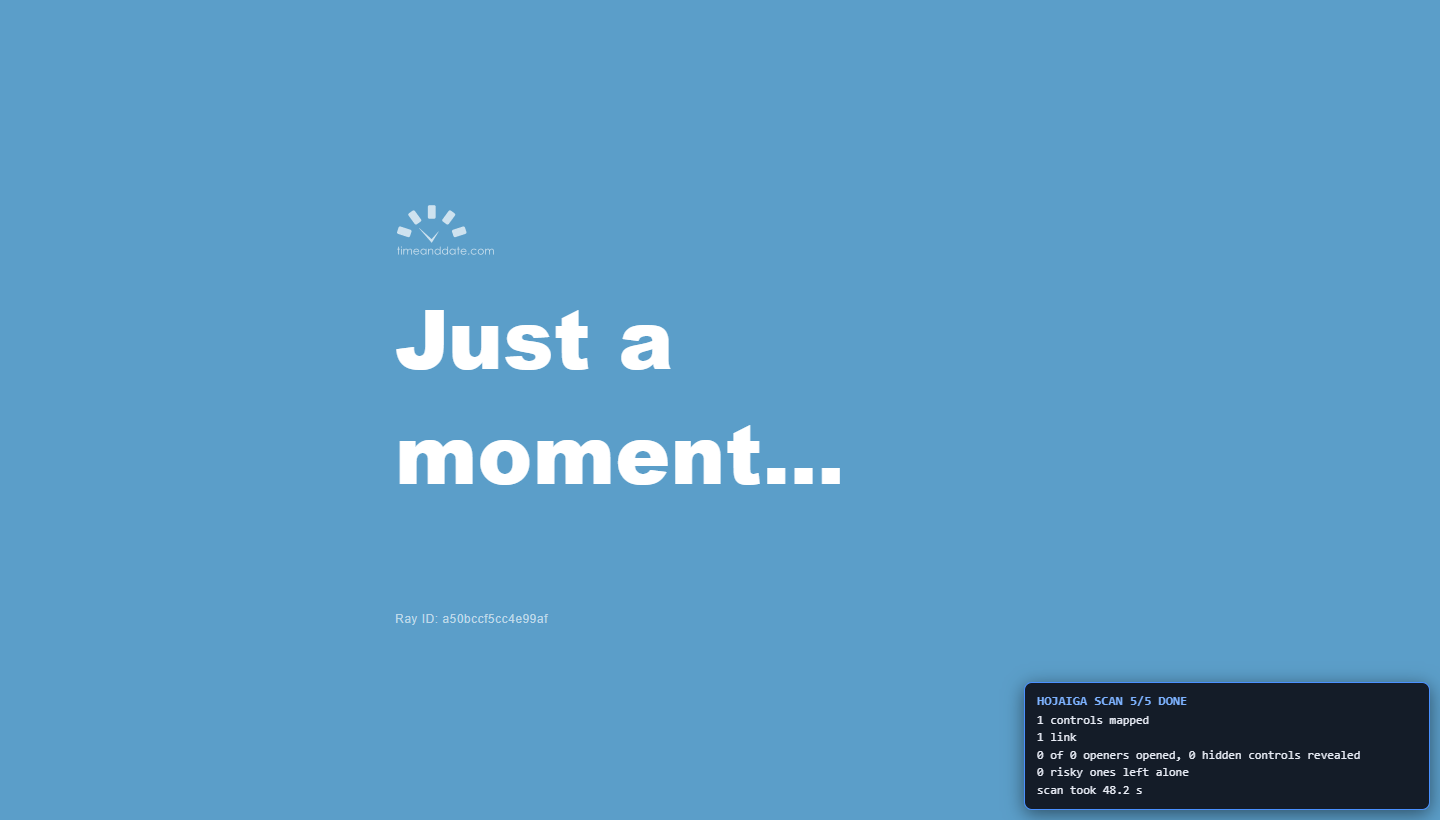 timeanddate.com
Just a
moment...
Ray ID: a50bccf5cc4e99af
HOJAIGA SCAN 5/5 DONE
1 controls mapped
1 link
0 of 0 openers opened, 0 hidden controls revealed
0 risky ones left alone
scan took 48.2 s